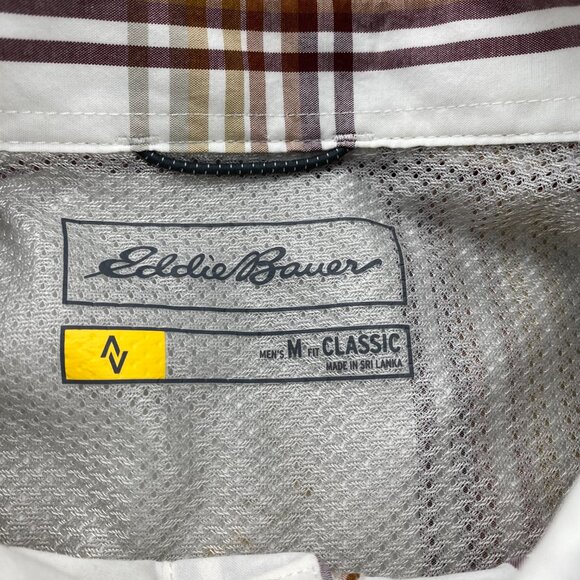 Eddie Bauer
MEN'S M FIT CLASSIC
MADE IN SRI LANKA